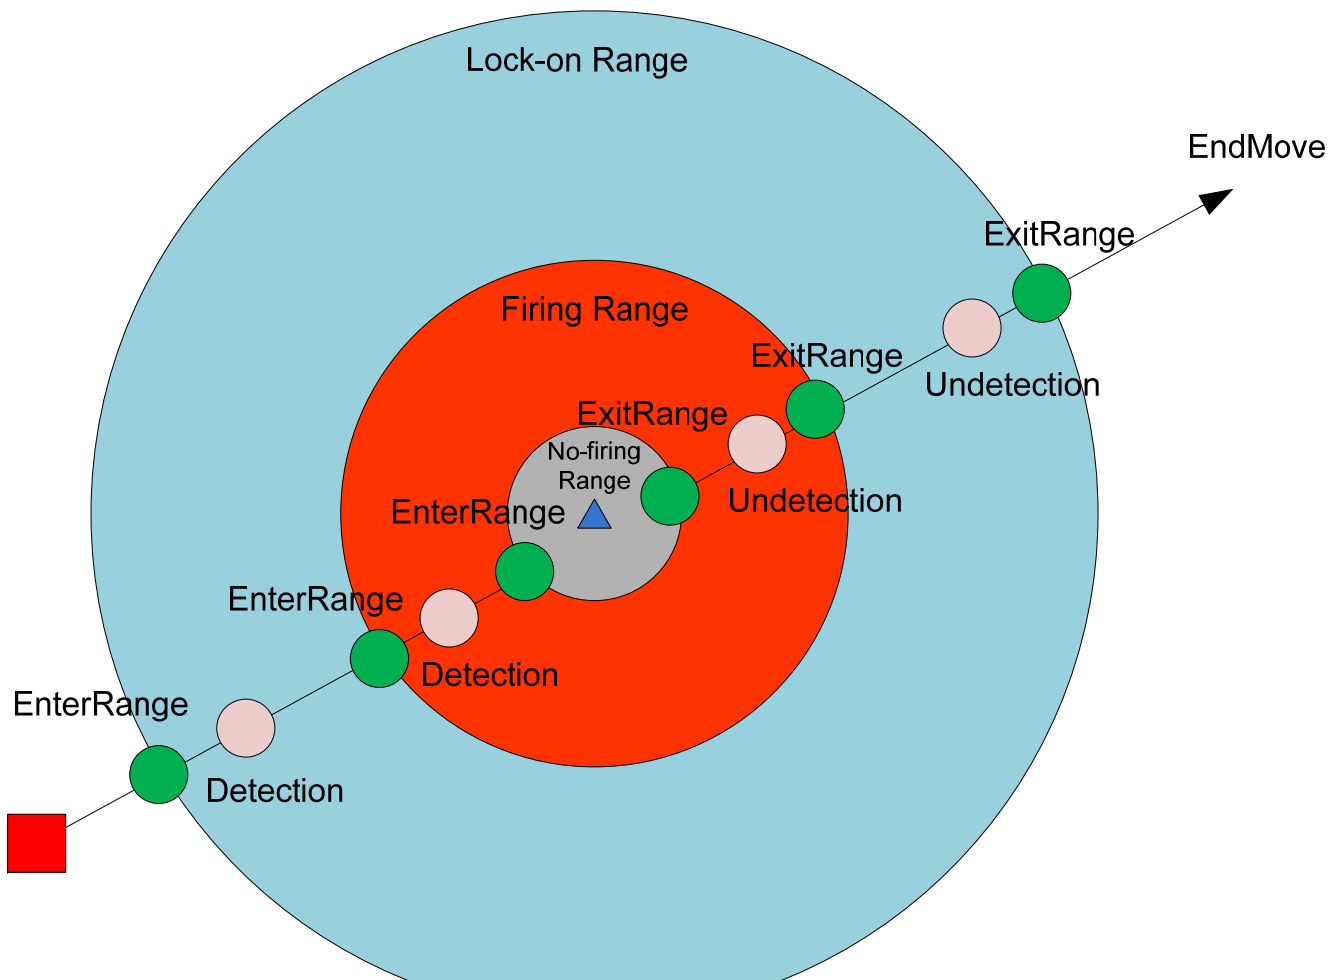 Lock-on Range
EndMove
ExitRange
Firing Range
ExitRange
Undetection
ExitRange
No-firing
Range
Undetection
EnterRange
EnterRange
Detection
EnterRange
Detection